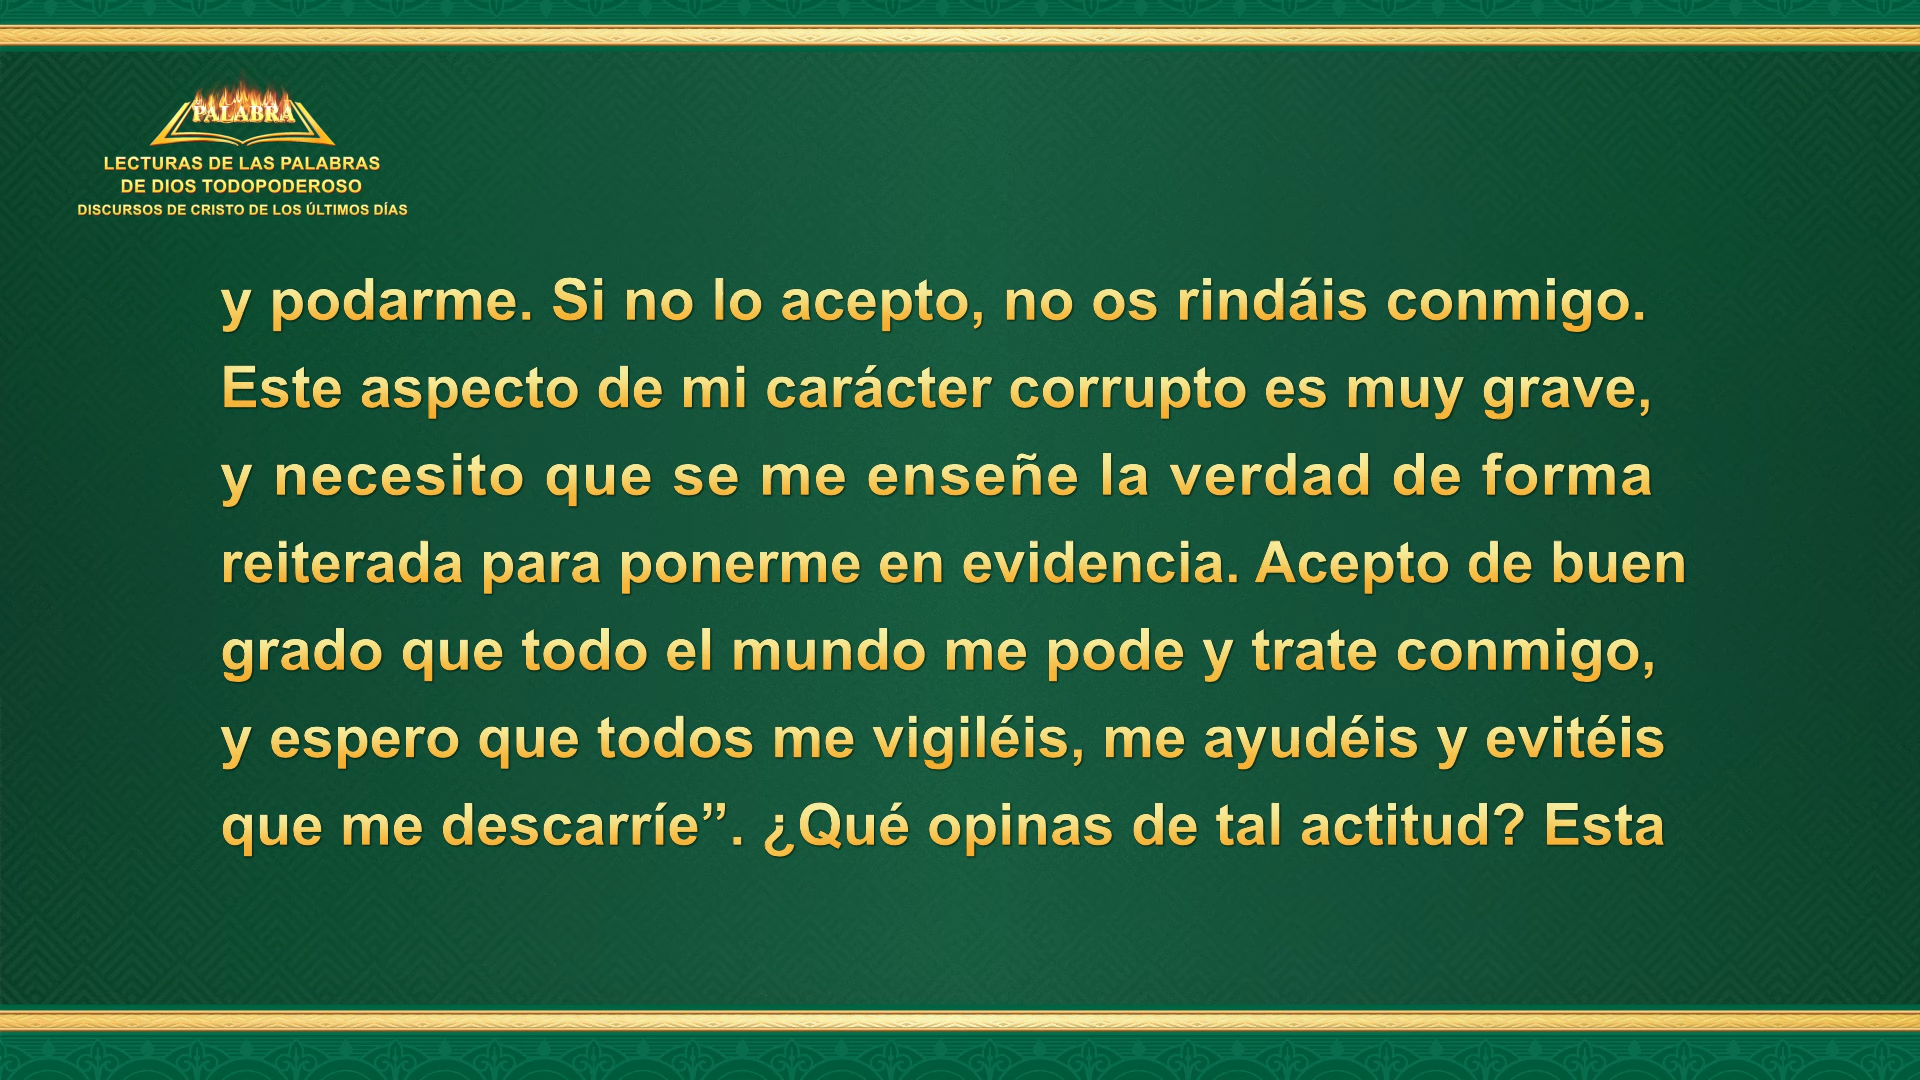 PALABRA
LECTURAS DE LAS PALABRAS
DE DIOS TODOPODEROSO
DISCURSOS DE CRISTO DE LOS ÚLTIMOS DÍAS
y podarme. Si no lo acepto, no os rindáis conmigo.
Este aspecto de mi carácter corrupto es muy grave,
y necesito que se me enseñe la verdad de forma
reiterada para ponerme en evidencia. Acepto de buen
grado que todo el mundo me pode y trate conmigo,
y espero que todos me vigiléis, me ayudéis y evitéis
que me descarríe”. ¿Qué opinas de tal actitud? Esta